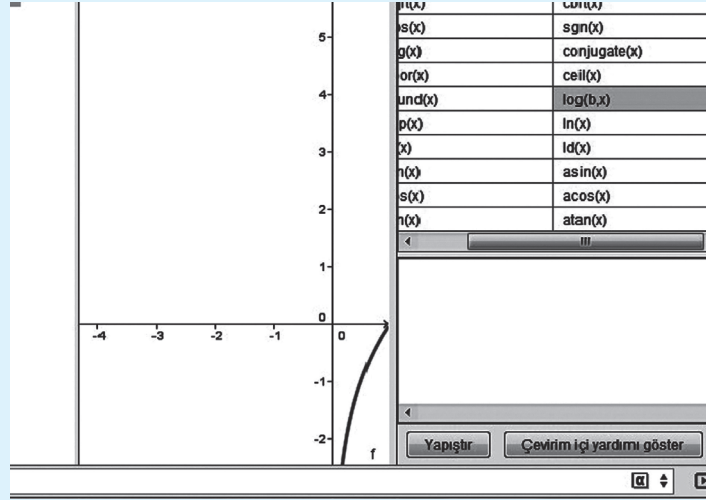 sgn(x)
conjugate(x)
ceil(x)
log(b,x)
ln(x)
ld(x)
asin(x)
acos(x)
atan(x)
5
4
3
2
1
0
-4 -3 -2 -1 0
-1
-2
f
Yapıştır Çevirim içi yardımı göster
α